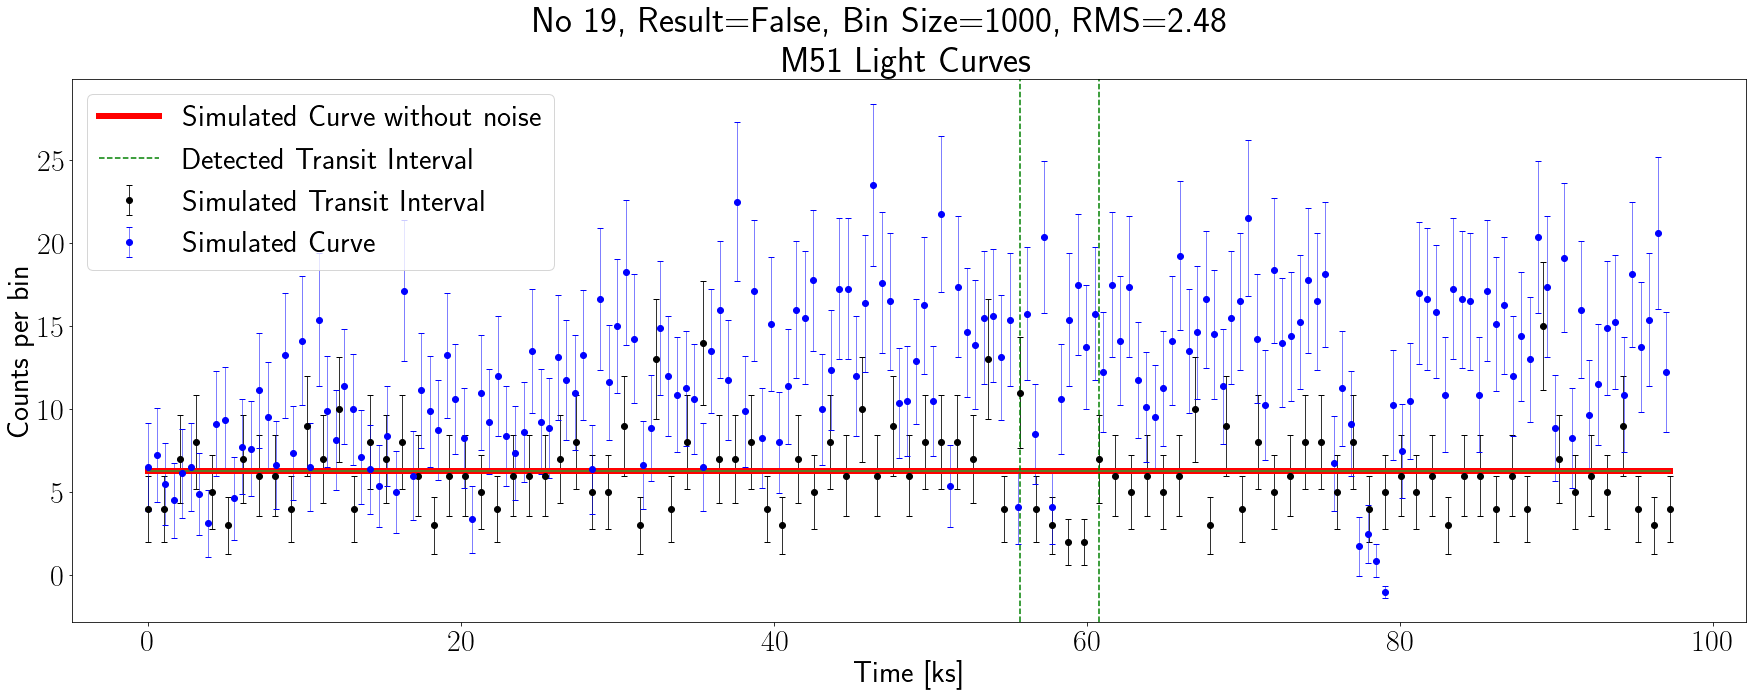 No 19, Result=False, Bin Size=1000, RMS=2.48
M51 Light Curves
Simulated Curve without noise
Detected Transit Interval
Simulated Transit Interval
Simulated Curve
Counts per bin
25
20
15
10
5
0
0 20 40 60 80 100
Time [ks]